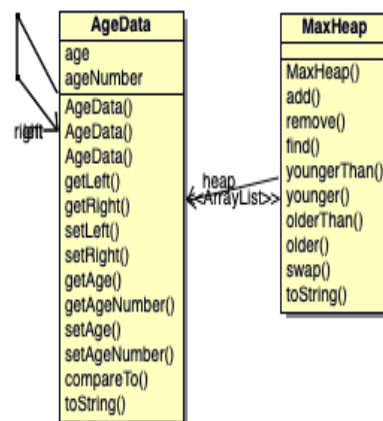 AgeData
age
ageNumber
AgeData()
AgeData()
AgeData()
getLeft()
getRight()
setLeft()
setRight()
getAge()
getAgeNumber()
setAge()
setAgeNumber()
compareTo()
toString()
right
heap
<<ArrayList>>
MaxHeap
MaxHeap()
add()
remove()
find()
youngerThan()
younger()
olderThan()
older()
swap()
toString()